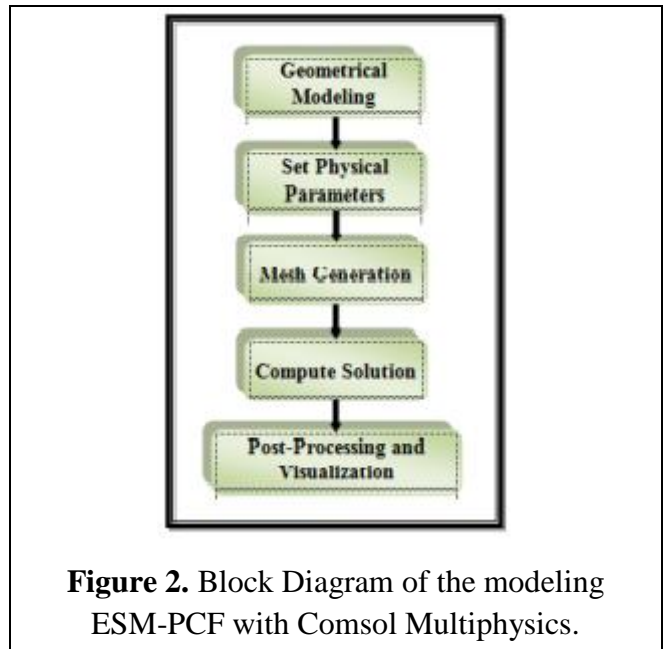 Geometrical
Modeling
Set Physical
Parameters
Mesh Generation
Compute Solution
Post-Processing and
Visualization
Figure 2. Block Diagram of the modeling
ESM-PCF with Comsol Multiphysics.